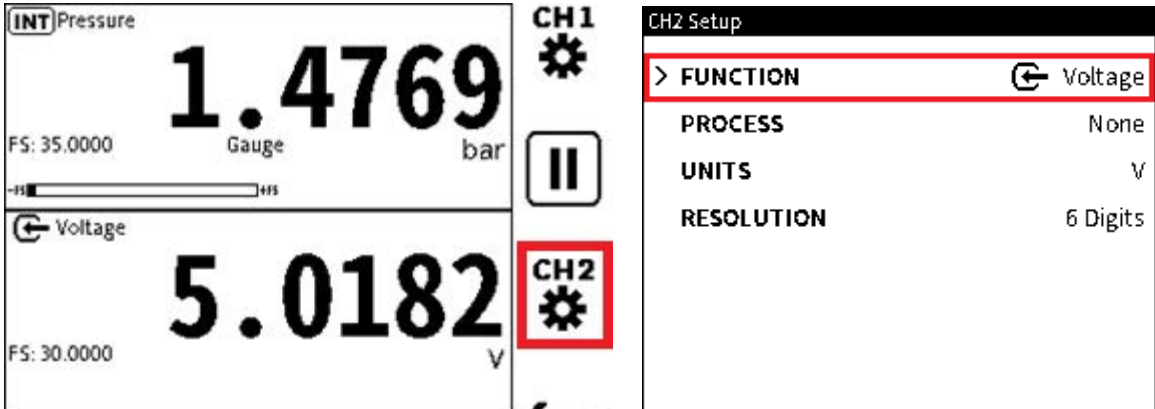 INT Pressure
CH1
1.4769
FS: 35.0000 Gauge bar
-FS +FS
Voltage
CH2
5.0182
FS: 30.0000 V
CH2 Setup
> FUNCTION Voltage
PROCESS None
UNITS V
RESOLUTION 6 Digits